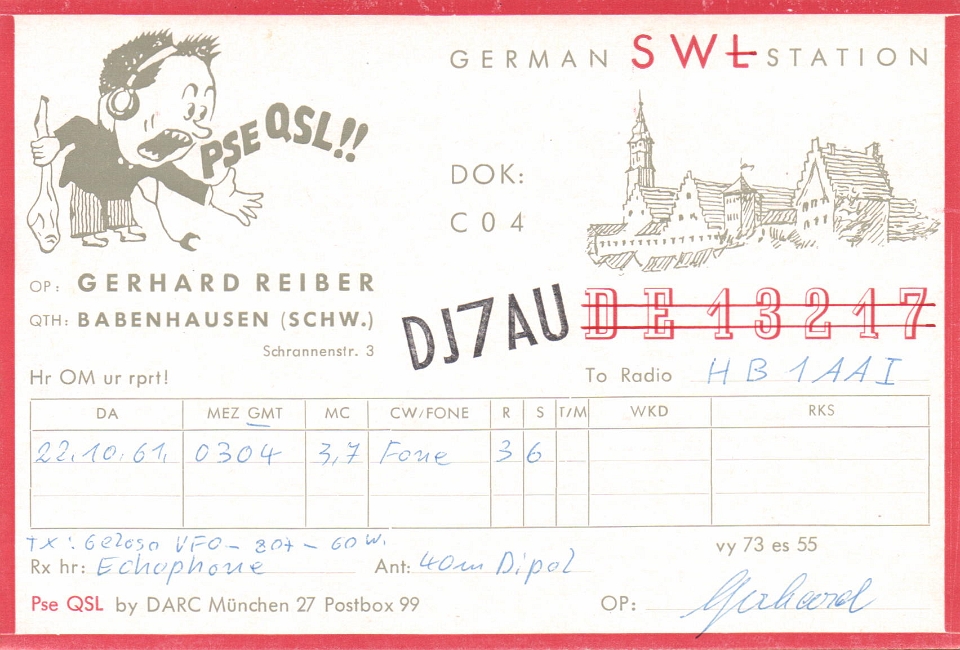 GERMAN SWL STATION
PSE QSL!!
DOK:
C04
OP: GERHARD REIBER
QTH: BABENHAUSEN (SCHW.)
Schrannenstr. 3
DJ7AU
DE 13217
Hr OM ur rprt!
To Radio HB1AAI
DA MEZ GMT MC CW/FONE R S T/M WKD RKS
22.10.61. 0304 3,7 Fone 3 6
TX: Geloso VFO - 807 - 60 W.
vy 73 es 55
Rx hr: Echophone Ant: 40m Dipol
Pse QSL by DARC München 27 Postbox 99
OP: Gerhard